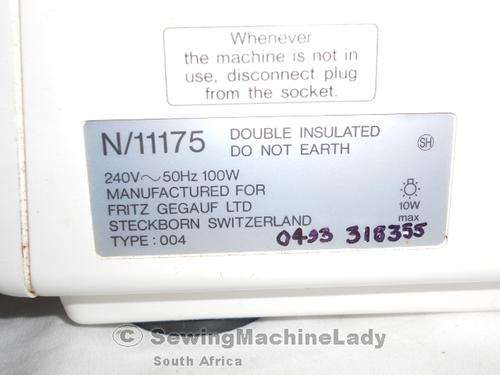 Whenever
the machine is not in
use, disconnect plug
from the socket.
N/11175
DOUBLE INSULATED
DO NOT EARTH
SH
240V~50Hz 100W
MANUFACTURED FOR
FRITZ GEGAUF LTD
STECKBORN SWITZERLAND
TYPE : 004
10W
max
0493 318355
© SewingMachineLady
South Africa